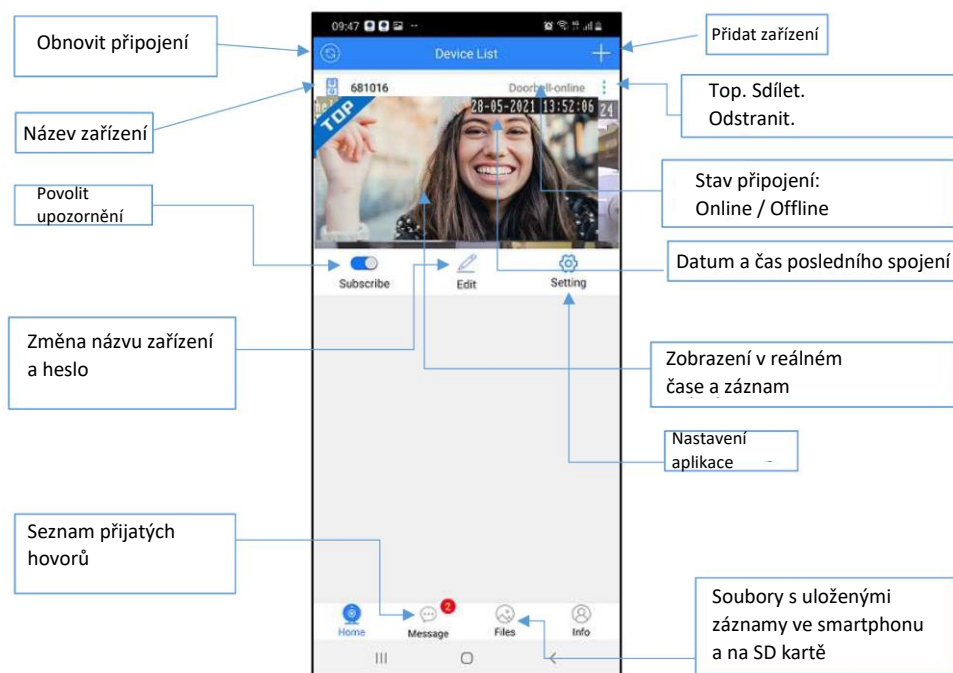 Obnovit připojení
Název zařízení
Povolit
upozornění
Změna názvu zařízení
a heslo
Seznam přijatých
hovorů
09:47
Device List
681016
Doorbell-online
TOP
28-05-2021 13:52:06
24
Subscribe
Edit
Setting
2
Home
Message
Files
Info
Přidat zařízení
Top. Sdílet.
Odstranit.
Stav připojení:
Online / Offline
Datum a čas posledního spojení
Zobrazení v reálném
čase a záznam
Nastavení
aplikace
Soubory s uloženými
záznamy ve smartphonu
a na SD kartě